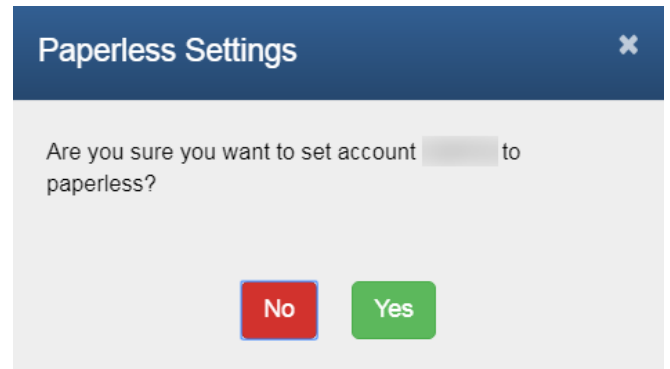 Paperless Settings
Are you sure you want to set account to
paperless?
No Yes